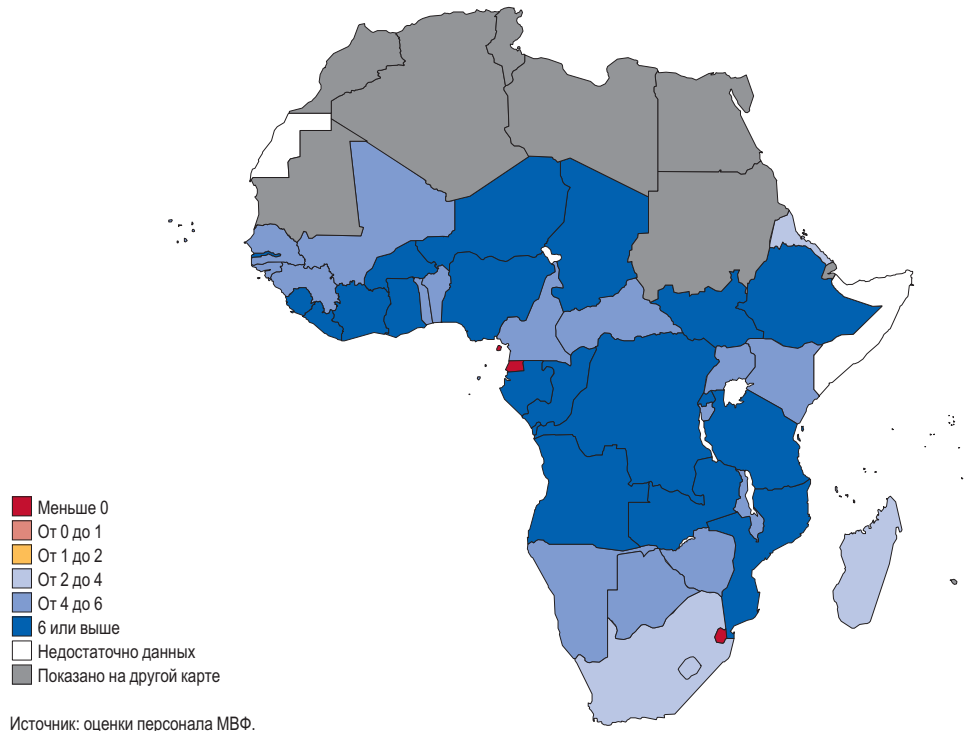 Меньше 0
От 0 до 1
От 1 до 2
От 2 до 4
От 4 до 6
6 или выше
Недостаточно данных
Показано на другой карте
Источник: оценки персонала МВФ.